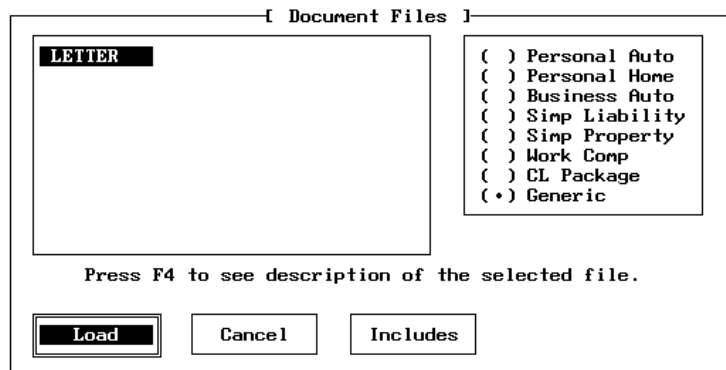 [ Document Files ]
LETTER
( ) Personal Auto
( ) Personal Home
( ) Business Auto
( ) Simp Liability
( ) Simp Property
( ) Work Comp
( ) CL Package
(•) Generic
Press F4 to see description of the selected file.
Load Cancel Includes